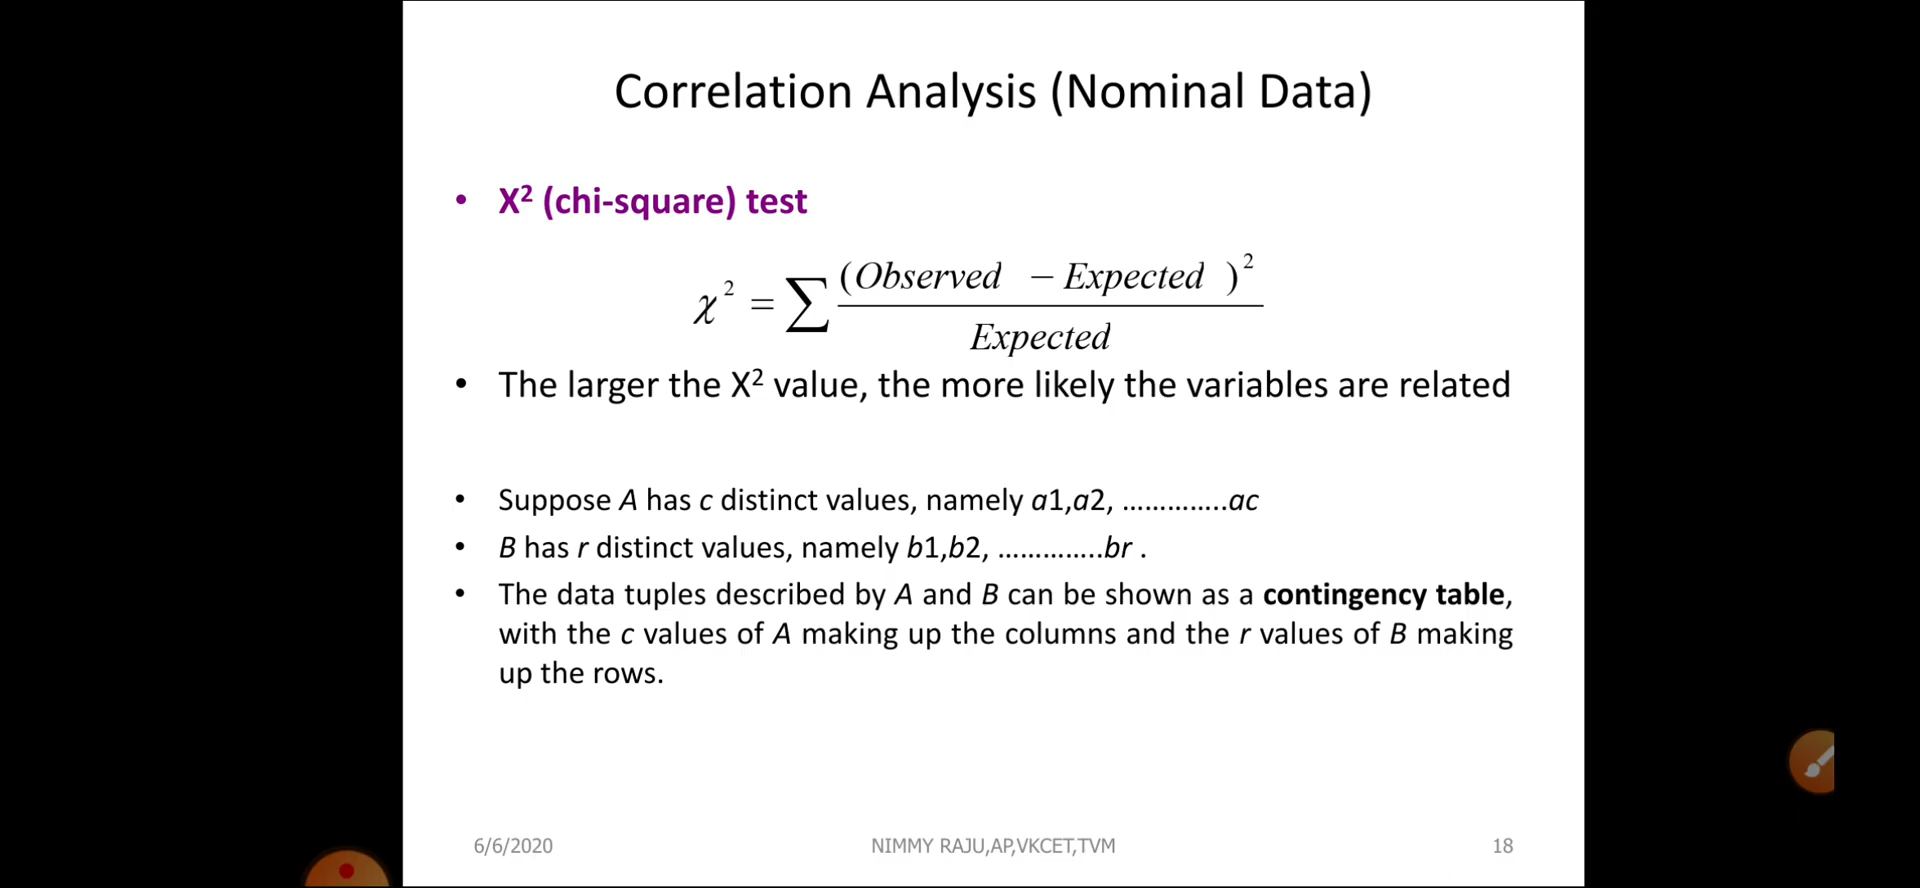 Correlation Analysis (Nominal Data)
• X² (chi-square) test
χ² = ∑ (Observed − Expected )² / Expected
• The larger the X² value, the more likely the variables are related
• Suppose A has c distinct values, namely a1,a2, …………..ac
• B has r distinct values, namely b1,b2, …………..br .
• The data tuples described by A and B can be shown as a contingency table,
with the c values of A making up the columns and the r values of B making
up the rows.
6/6/2020 NIMMY RAJU,AP,VKCET,TVM 18